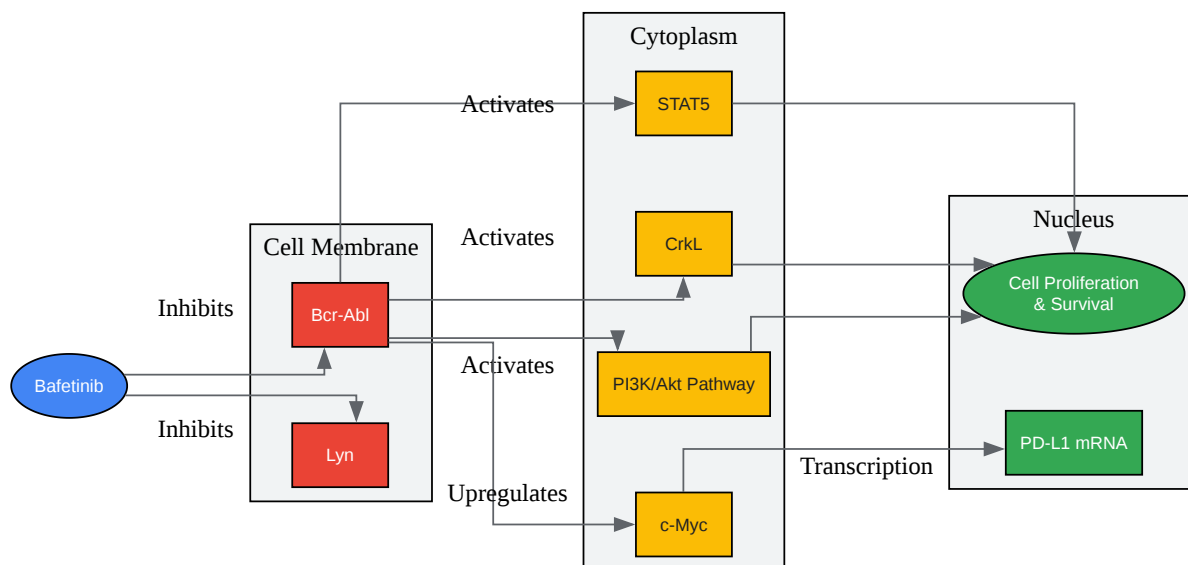 Cytoplasm
STAT5
Activates
Nucleus
Cell Membrane
Activates
CrkL
Cell Proliferation
& Survival
Inhibits
Bcr-Abl
Activates
PI3K/Akt Pathway
Bafetinib
Inhibits
Lyn
PD-L1 mRNA
Transcription
Upregulates
c-Myc